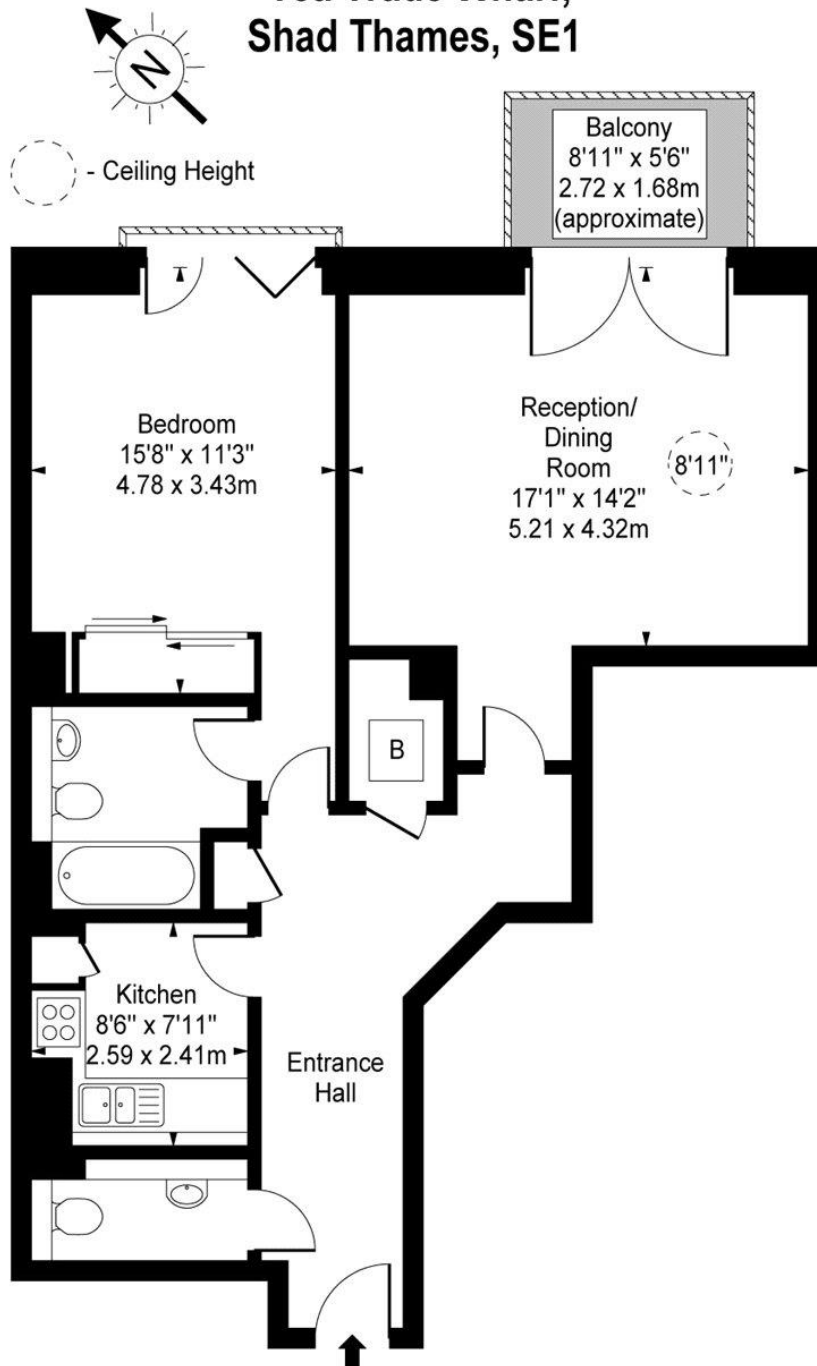 Shad Thames, SE1
N
- Ceiling Height
Balcony
8'11" x 5'6"
2.72 x 1.68m
(approximate)
Bedroom
15'8" x 11'3"
4.78 x 3.43m
Reception/
Dining
Room
17'1" x 14'2"
5.21 x 4.32m
8'11"
B
Kitchen
8'6" x 7'11"
2.59 x 2.41m
Entrance
Hall